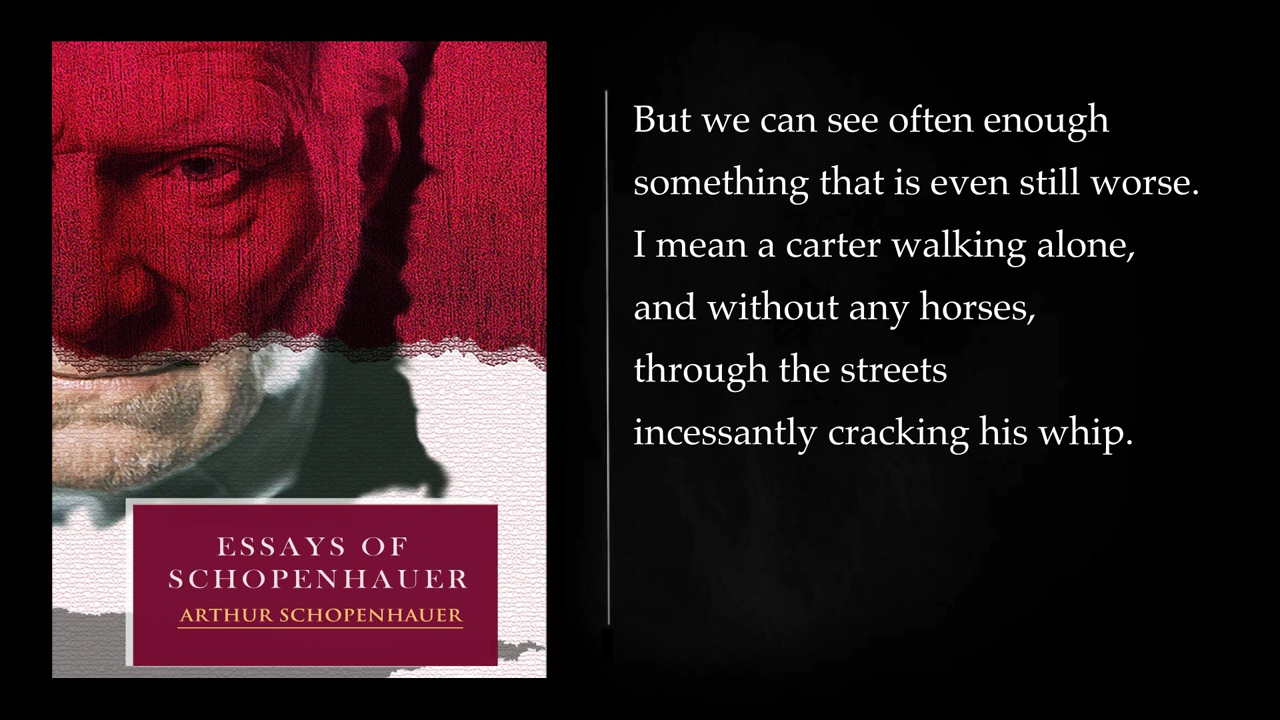 ESSAYS OF
SCHOPENHAUER
ARTHUR SCHOPENHAUER
But we can see often enough
something that is even still worse.
I mean a carter walking alone,
and without any horses,
through the streets
incessantly cracking his whip.